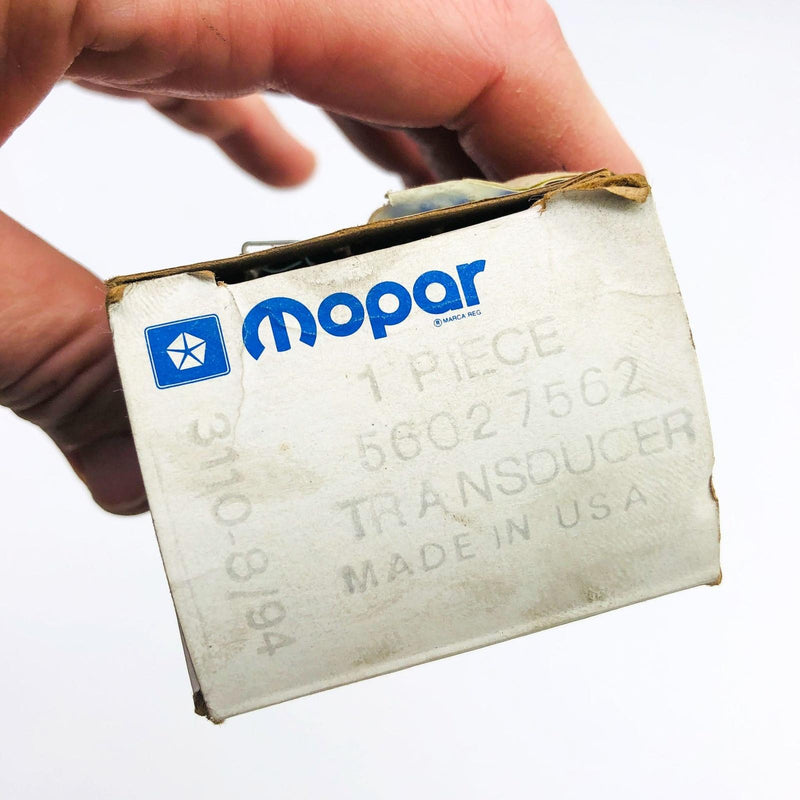 mopar
® MARCA REG
1 PIECE
56027562
TRANSDUCER
MADE IN USA
3110-8/94